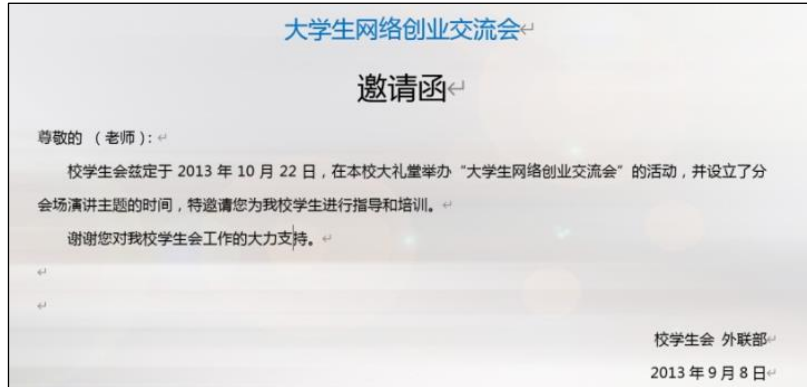 大学生网络创业交流会
邀请函
尊敬的 （老师）：
校学生会兹定于 2013 年 10 月 22 日，在本校大礼堂举办“大学生网络创业交流会”的活动，并设立了分
会场演讲主题的时间，特邀请您为我校学生进行指导和培训。
谢谢您对我校学生会工作的大力支持。
校学生会 外联部
2013 年 9 月 8 日